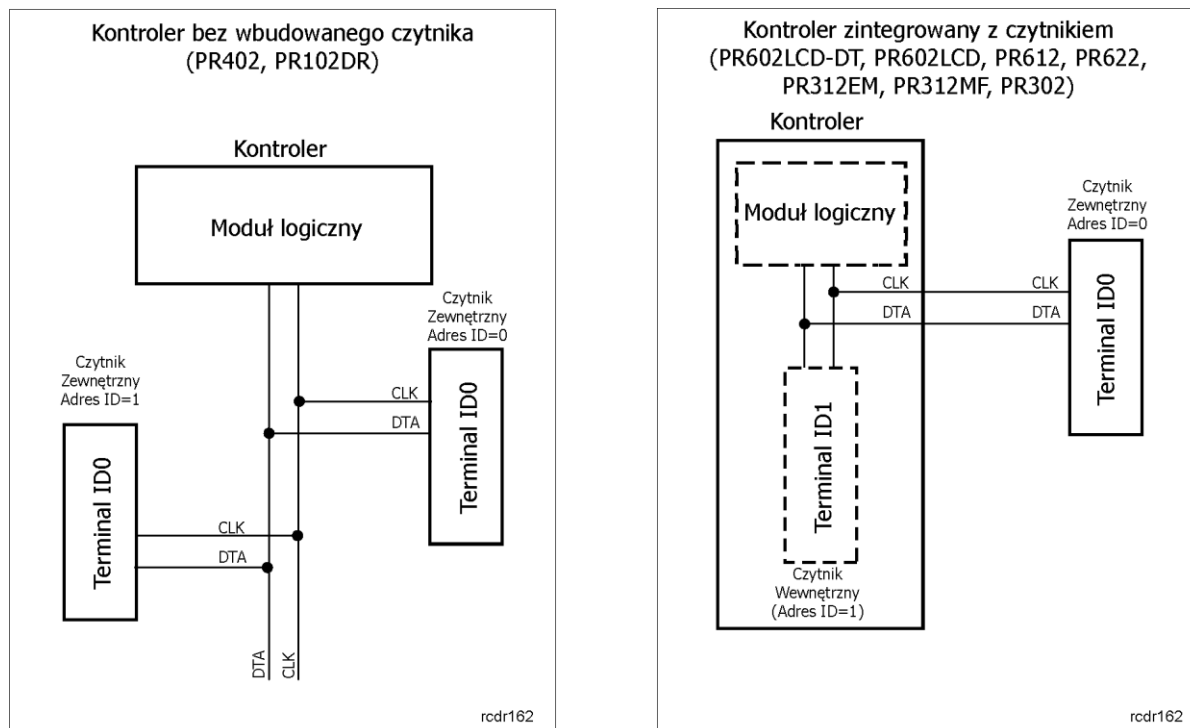 Kontroler bez wbudowanego czytnika
(PR402, PR102DR)
Kontroler
Moduł logiczny
Czytnik
Zewnętrzny
Adres ID=0
Terminal ID0
CLK
DTA
Czytnik
Zewnętrzny
Adres ID=1
Terminal ID0
CLK
DTA
DTA
CLK
rcdr162
Kontroler zintegrowany z czytnikiem
(PR602LCD-DT, PR602LCD, PR612, PR622,
PR312EM, PR312MF, PR302)
Kontroler
Moduł logiczny
Czytnik
Zewnętrzny
Adres ID=0
CLK
CLK
DTA
DTA
Terminal ID0
Terminal ID1
Czytnik
Wewnętrzny
(Adres ID=1)
rcdr162